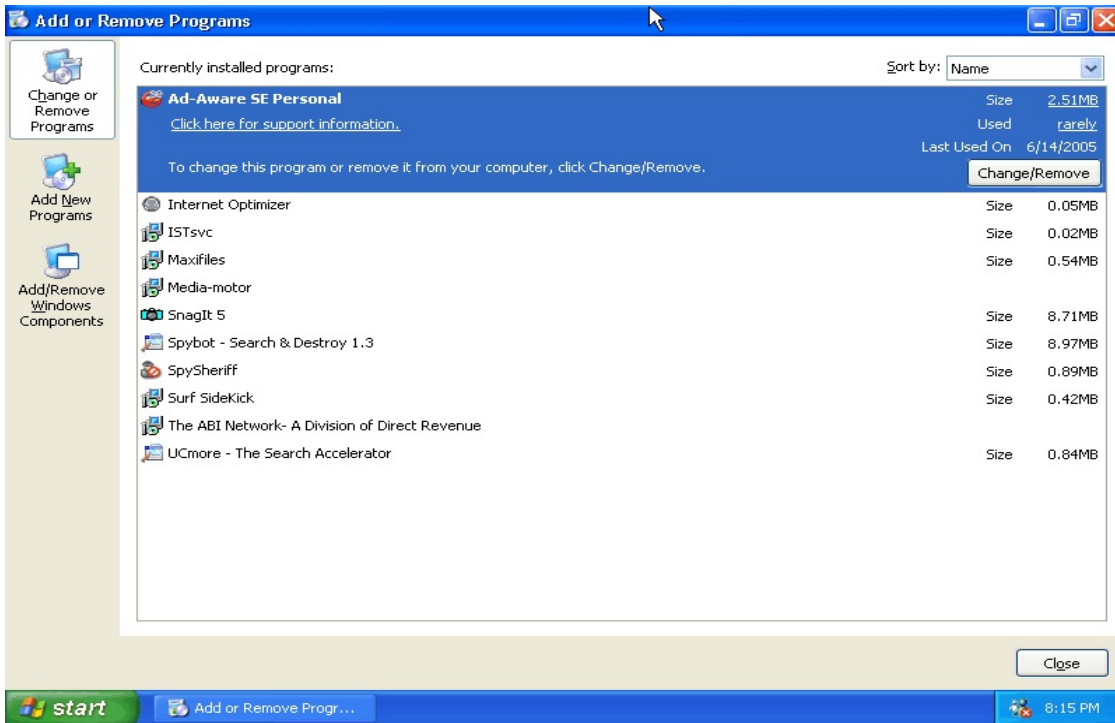 Add or Remove Programs
Change or
Remove
Programs
Add New
Programs
Add/Remove
Windows
Components
Currently installed programs:
Sort by: Name
Ad-Aware SE Personal Size 2.51MB
Click here for support information. Used rarely
Last Used On 6/14/2005
To change this program or remove it from your computer, click Change/Remove. Change/Remove
Internet Optimizer Size 0.05MB
ISTsvc Size 0.02MB
Maxifiles Size 0.54MB
Media-motor
SnagIt 5 Size 8.71MB
Spybot - Search & Destroy 1.3 Size 8.97MB
SpySheriff Size 0.89MB
Surf SideKick Size 0.42MB
The ABI Network- A Division of Direct Revenue
UCmore - The Search Accelerator Size 0.84MB
Close
start Add or Remove Progr... 8:15 PM